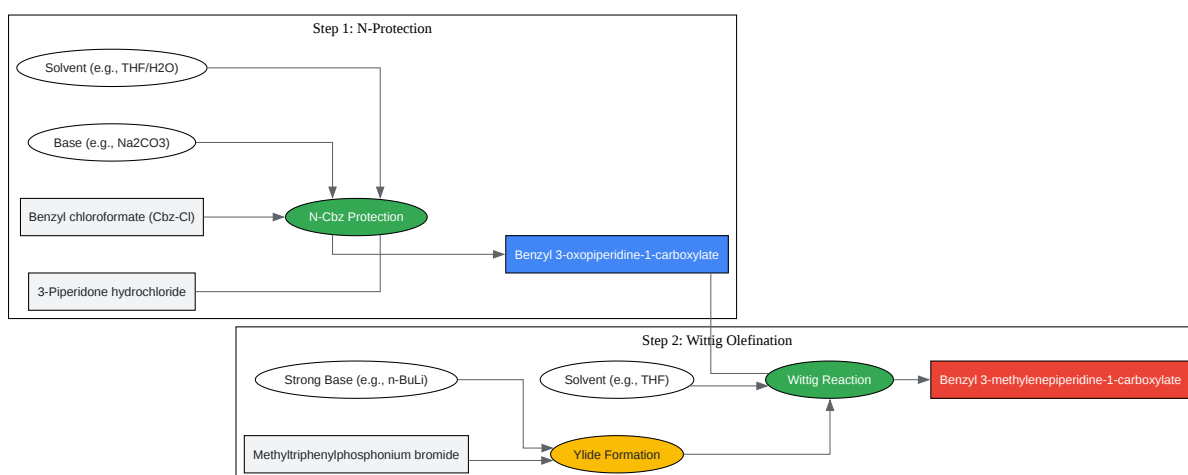 Step 1: N-Protection
Solvent (e.g., THF/H2O)
Base (e.g., Na2CO3)
Benzyl chloroformate (Cbz-Cl)
N-Cbz Protection
Benzyl 3-oxopiperidine-1-carboxylate
3-Piperidone hydrochloride
Step 2: Wittig Olefination
Strong Base (e.g., n-BuLi)
Solvent (e.g., THF)
Wittig Reaction
Benzyl 3-methylenepiperidine-1-carboxylate
Methyltriphenylphosphonium bromide
Ylide Formation